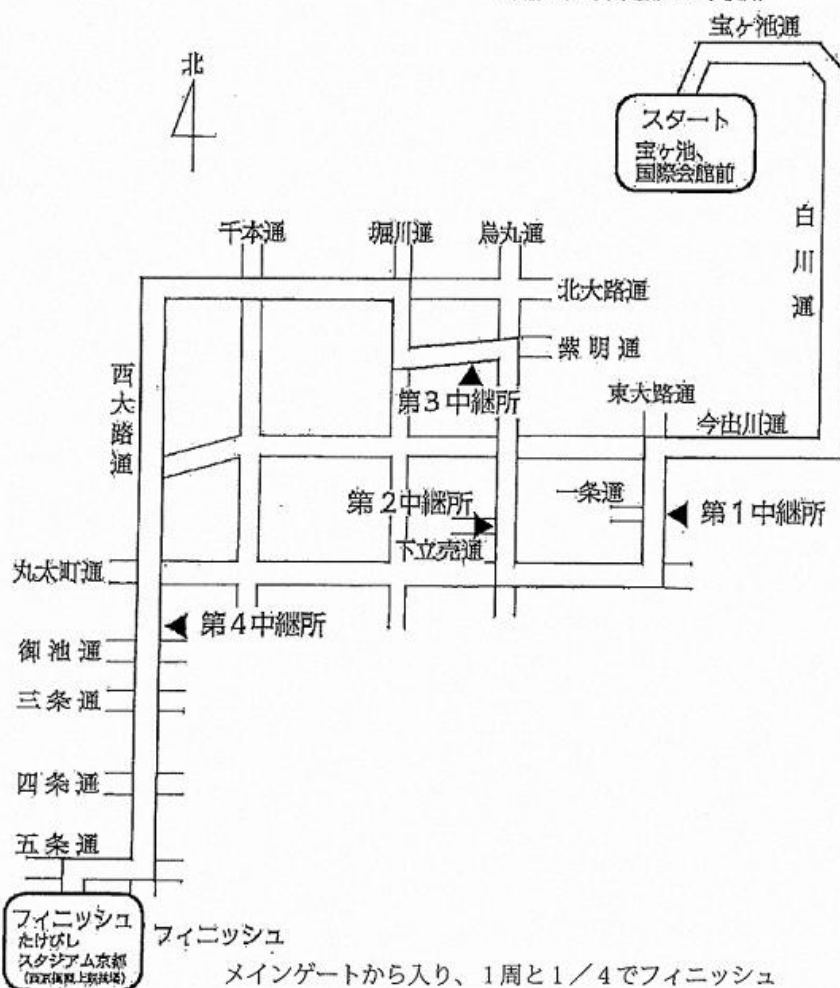 宝ヶ池通
北
スタート
宝ヶ池、
国際会館前
白川通
千本通
堀川通
烏丸通
北大路通
紫明通
西大路通
第3中継所
東大路通
今出川通
第2中継所
一条通
第1中継所
下立売通
丸太町通
第4中継所
御池通
三条通
四条通
五条通
フィニッシュ
たけびし
スタジアム京都
フィニッシュ
メインゲートから入り、1周と1/4でフィニッシュ